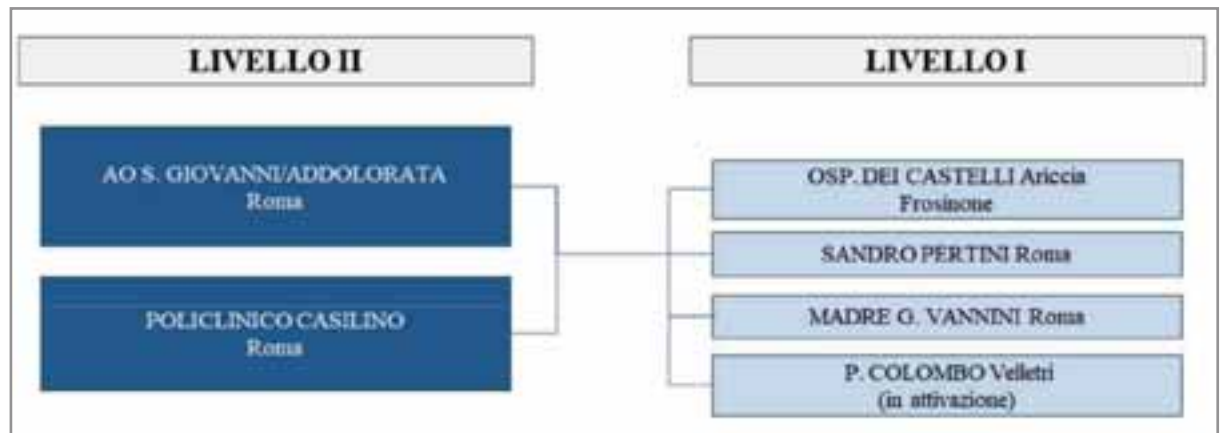 LIVELLO II
AO S. GIOVANNI/ADDOLORATA
Roma
POLICLINICO CASILINO
Roma
LIVELLO I
OSP. DEI CASTELLI Ariccia
Frosinone
SANDRO PERTINI Roma
MADRE G. VANNINI Roma
P. COLOMBO Velletri
(in attivazione)